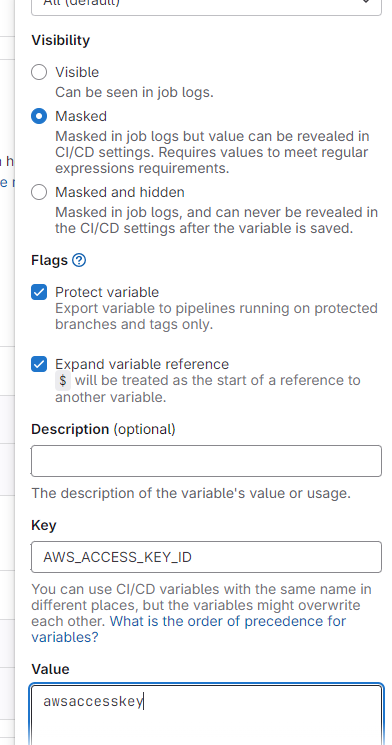 All (default)
Visibility
Visible
Can be seen in job logs.
Masked
Masked in job logs but value can be revealed in
CI/CD settings. Requires values to meet regular
expressions requirements.
Masked and hidden
Masked in job logs, and can never be revealed in
the CI/CD settings after the variable is saved.
Flags
Protect variable
Export variable to pipelines running on protected
branches and tags only.
Expand variable reference
$ will be treated as the start of a reference to
another variable.
Description (optional)
The description of the variable's value or usage.
Key
AWS_ACCESS_KEY_ID
You can use CI/CD variables with the same name in
different places, but the variables might overwrite
each other. What is the order of precedence for
variables?
Value
awsaccesskey